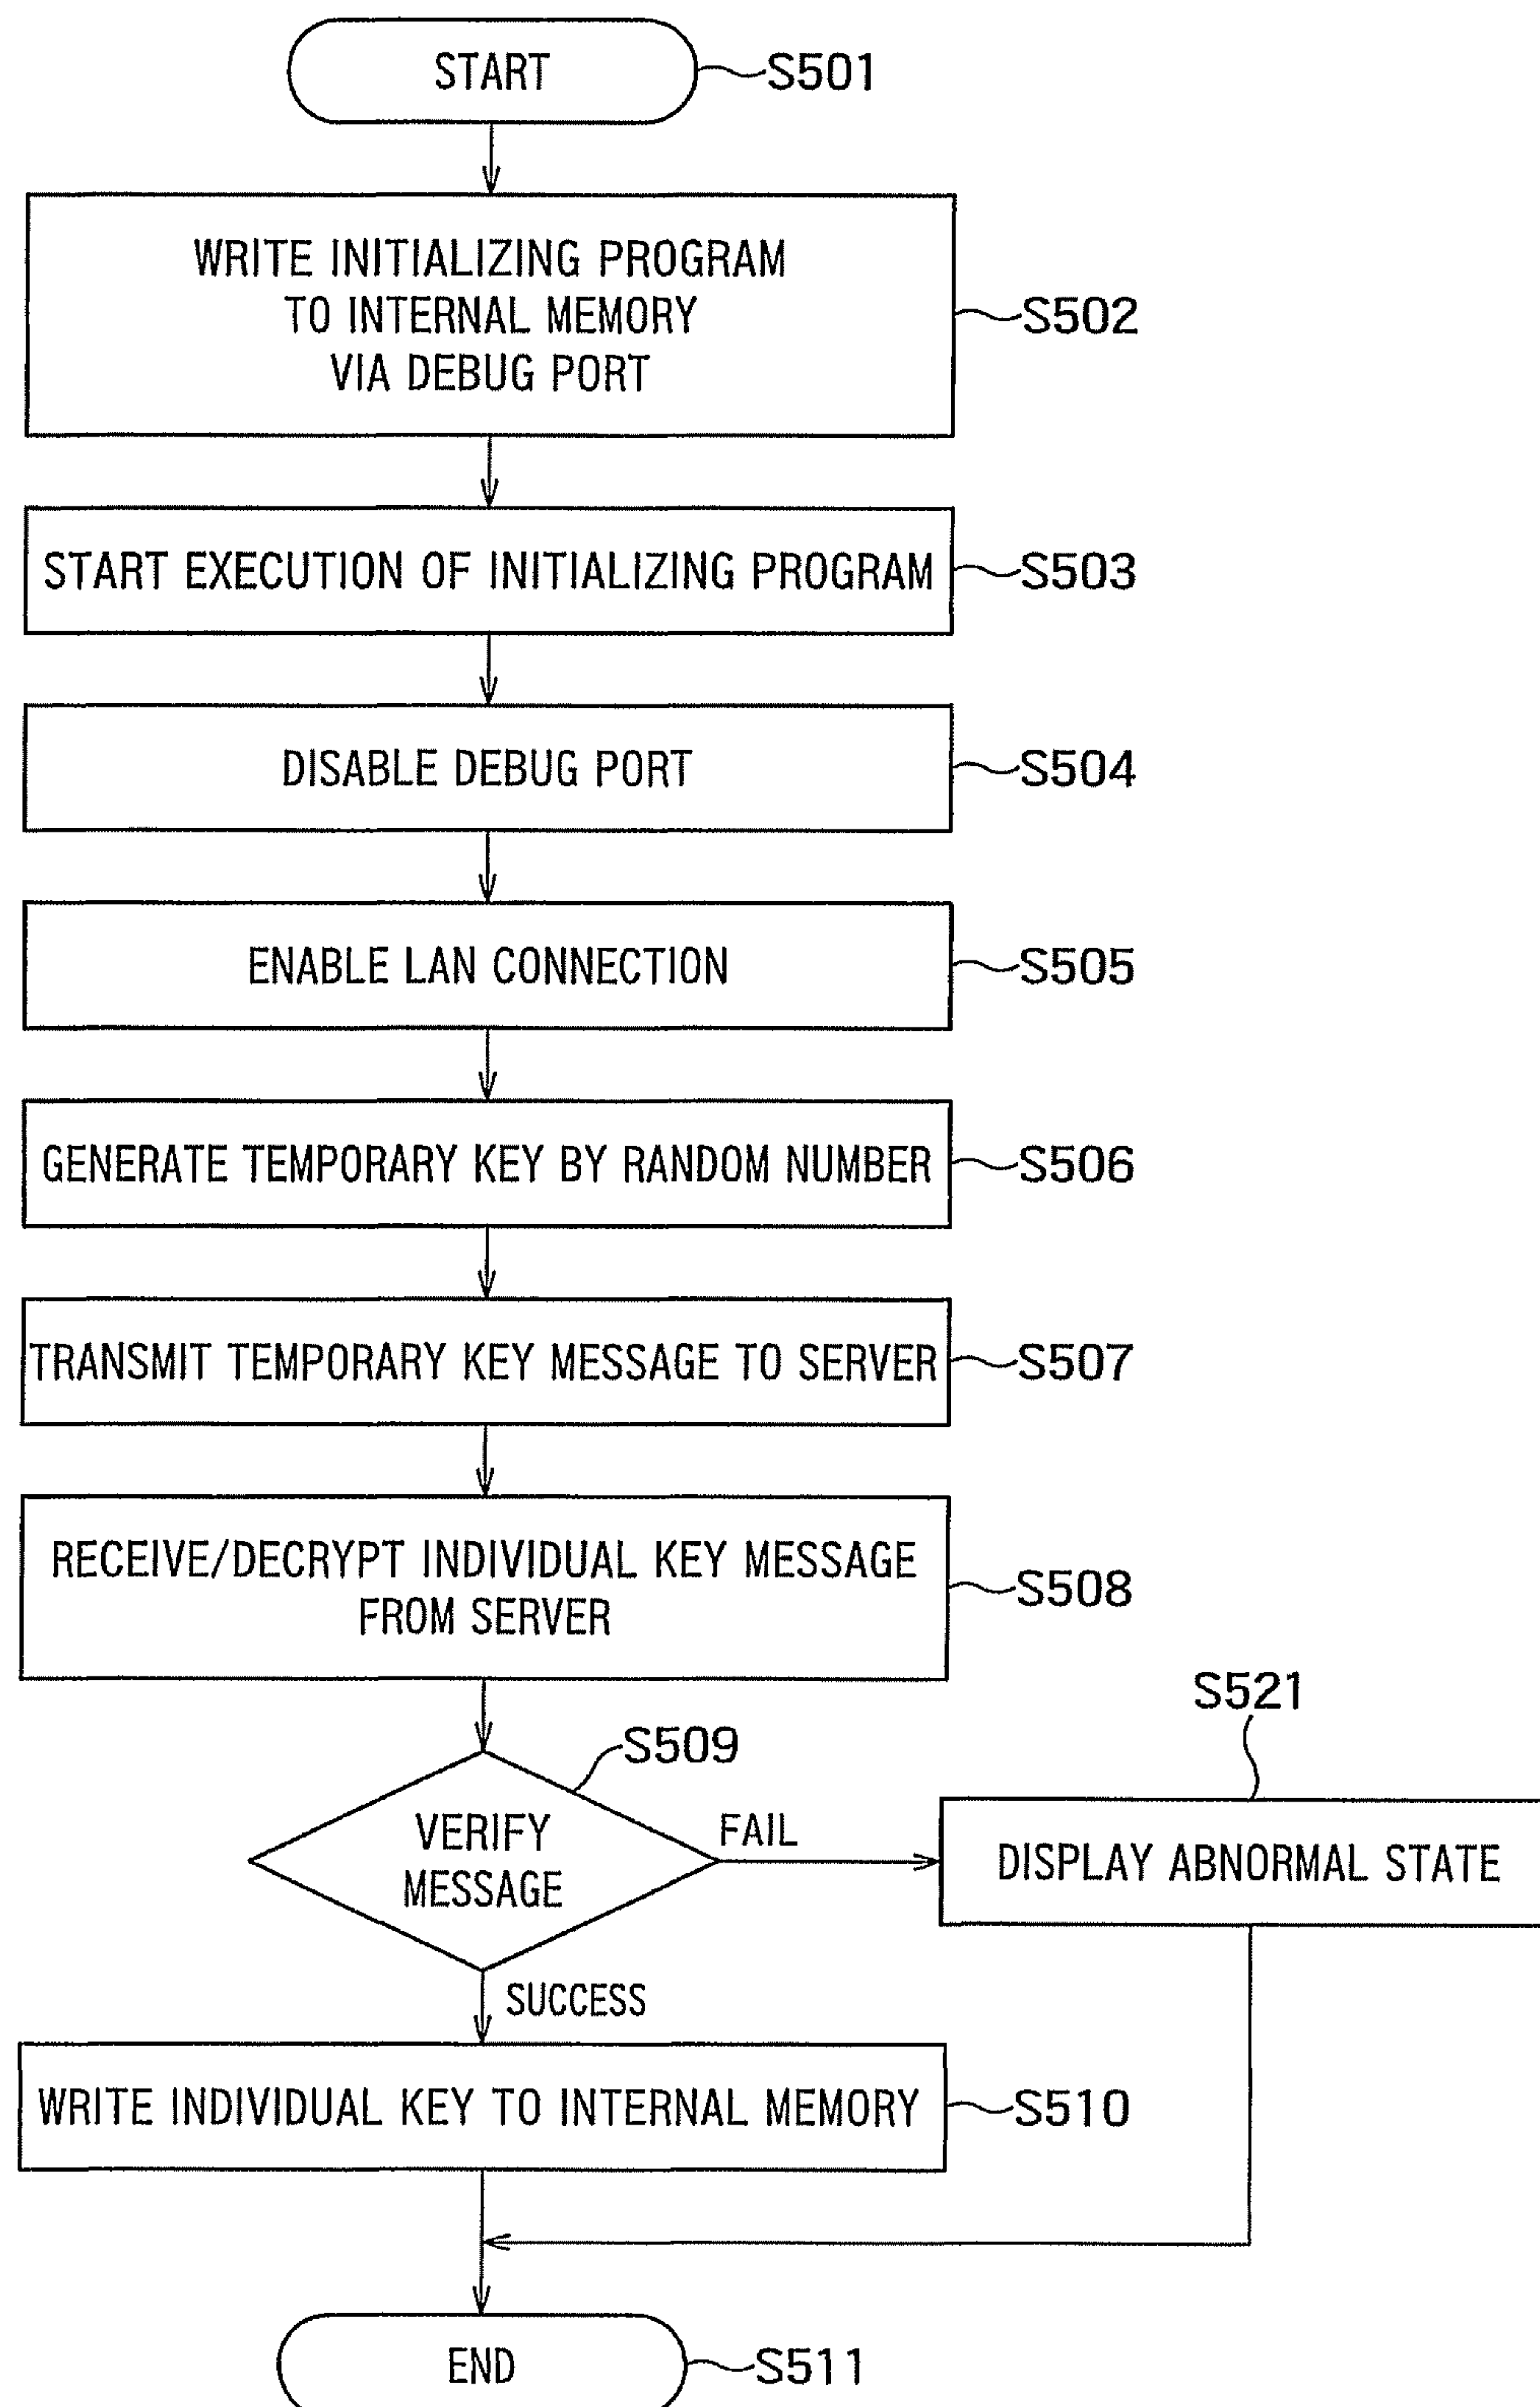 START
S501
WRITE INITIALIZING PROGRAM
TO INTERNAL MEMORY
VIA DEBUG PORT
S502
START EXECUTION OF INITIALIZING PROGRAM
S503
DISABLE DEBUG PORT
S504
ENABLE LAN CONNECTION
S505
GENERATE TEMPORARY KEY BY RANDOM NUMBER
S506
TRANSMIT TEMPORARY KEY MESSAGE TO SERVER
S507
RECEIVE/DECRYPT INDIVIDUAL KEY MESSAGE
FROM SERVER
S508
VERIFY
MESSAGE
S509
FAIL
S521
DISPLAY ABNORMAL STATE
SUCCESS
WRITE INDIVIDUAL KEY TO INTERNAL MEMORY
S510
END
S511